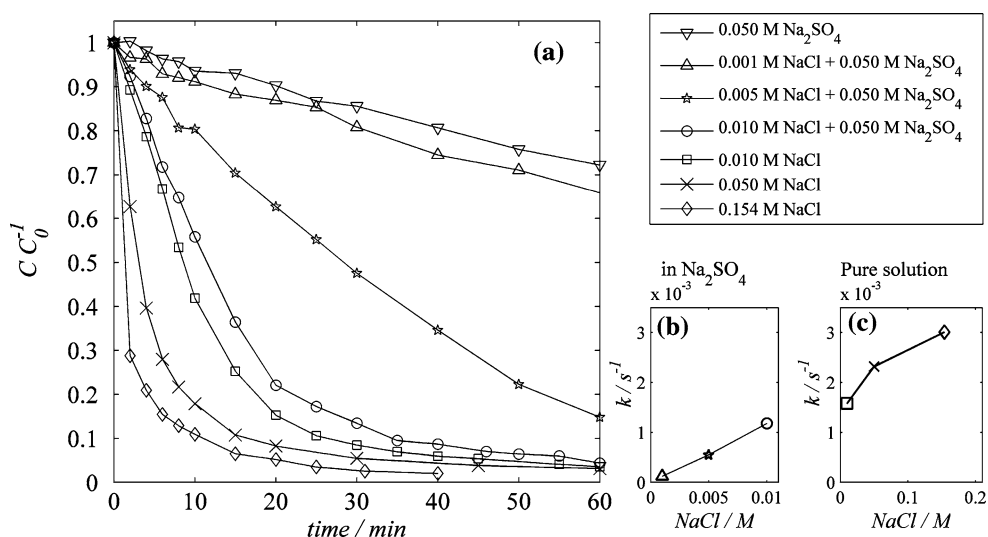 (a)
1
0.9
0.8
0.7
0.6
0.5
0.4
0.3
0.2
0.1
0
C C₀⁻¹
0 10 20 30 40 50 60
time / min
0.050 M Na₂SO₄
0.001 NaCl + 0.050 M Na₂SO₄
0.005 NaCl + 0.050 M Na₂SO₄
0.010 M NaCl + 0.050 M Na₂SO₄
0.010 M NaCl
0.050 M NaCl
0.154 M NaCl
in Na₂SO₄
x 10⁻³
(b)
3
2
1
0
k / s⁻¹
0 0.005 0.01
NaCl / M
Pure solution
x 10⁻³
(c)
3
2
1
0
k / s⁻¹
0 0.1 0.2
NaCl / M